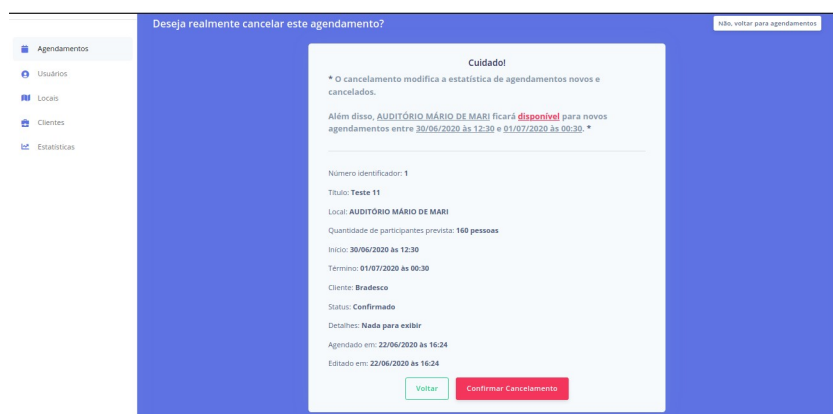 Deseja realmente cancelar este agendamento?
Não, voltar para agendamentos
Agendamentos
Usuários
Locais
Clientes
Estatísticas
Cuidado!
* O cancelamento modifica a estatística de agendamentos novos e
cancelados.
Além disso, AUDITÓRIO MÁRIO DE MARI ficará disponível para novos
agendamentos entre 30/06/2020 às 12:30 e 01/07/2020 às 00:30. *
Número identificador: 1
Título: Teste 11
Local: AUDITÓRIO MÁRIO DE MARI
Quantidade de participantes prevista: 160 pessoas
Início: 30/06/2020 às 12:30
Término: 01/07/2020 às 00:30
Cliente: Bradesco
Status: Confirmado
Detalhes: Nada para exibir
Agendado em: 22/06/2020 às 16:24
Editado em: 22/06/2020 às 16:24
Voltar
Confirmar Cancelamento